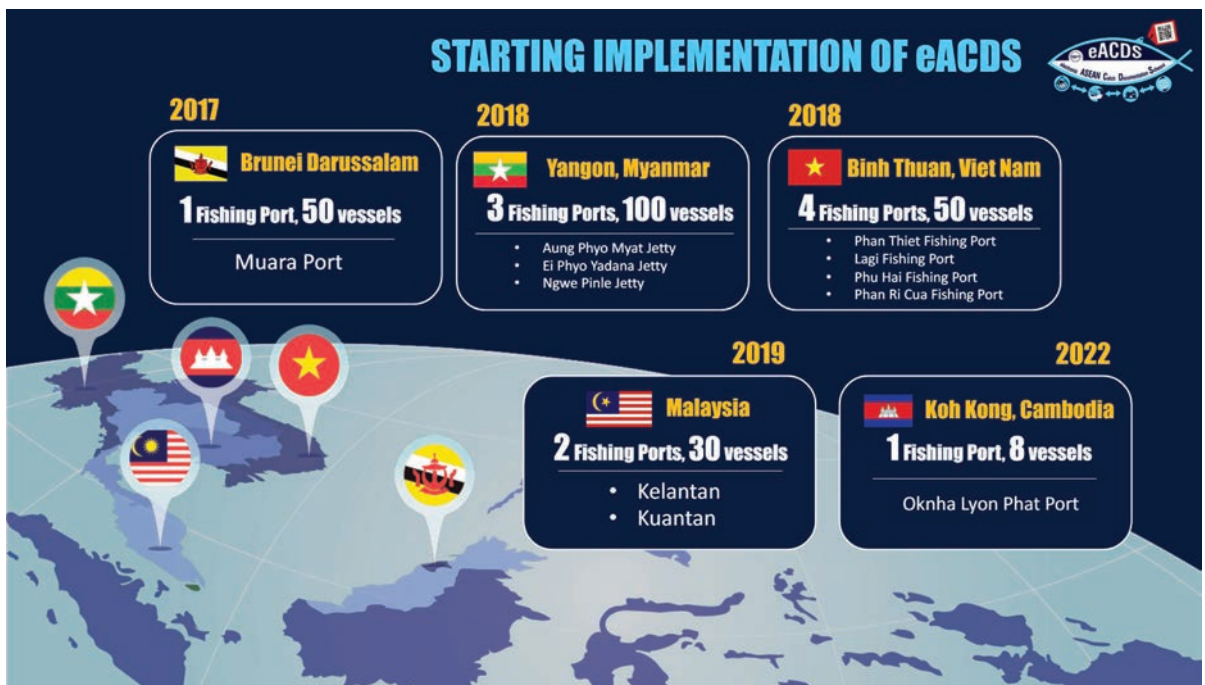 STARTING IMPLEMENTATION OF eACDS
eACDS
ASEAN Catch Documentation Scheme
2017
Brunei Darussalam
1 Fishing Port, 50 vessels
Muara Port
2018
Yangon, Myanmar
3 Fishing Ports, 100 vessels
• Aung Phyo Myat Jetty
• Ei Phyo Yadana Jetty
• Ngwe Pinle Jetty
2018
Binh Thuan, Viet Nam
4 Fishing Ports, 50 vessels
• Phan Thiet Fishing Port
• Lagi Fishing Port
• Phu Hai Fishing Port
• Phan Ri Cua Fishing Port
2019
Malaysia
2 Fishing Ports, 30 vessels
• Kelantan
• Kuantan
2022
Koh Kong, Cambodia
1 Fishing Port, 8 vessels
Oknha Lyon Phat Port